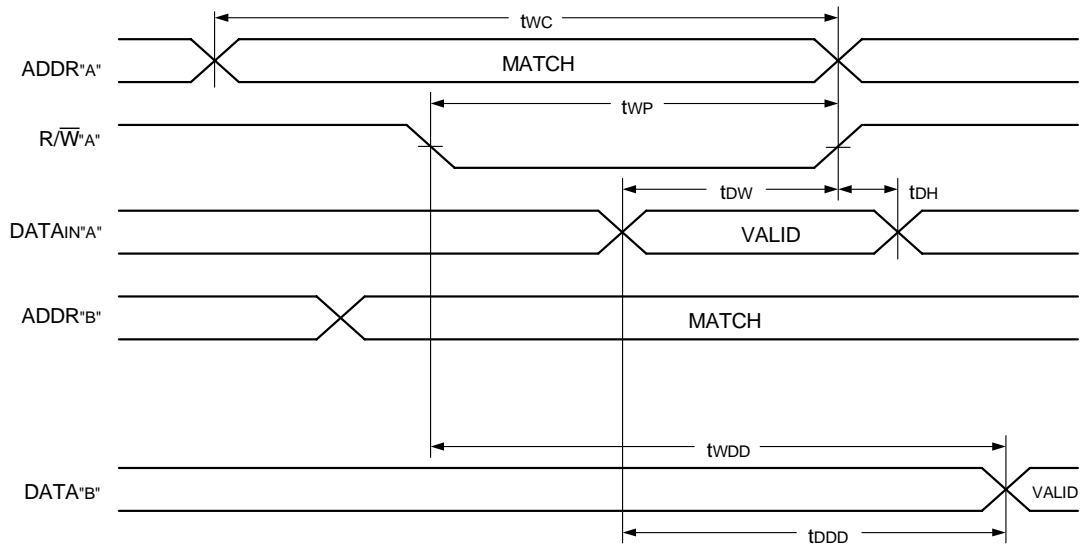 tWC
ADDR"A"
MATCH
tWP
R/W̅"A"
tDW
tDH
DATAIN"A"
VALID
ADDR"B"
MATCH
tWDD
DATA"B"
VALID
tDDD